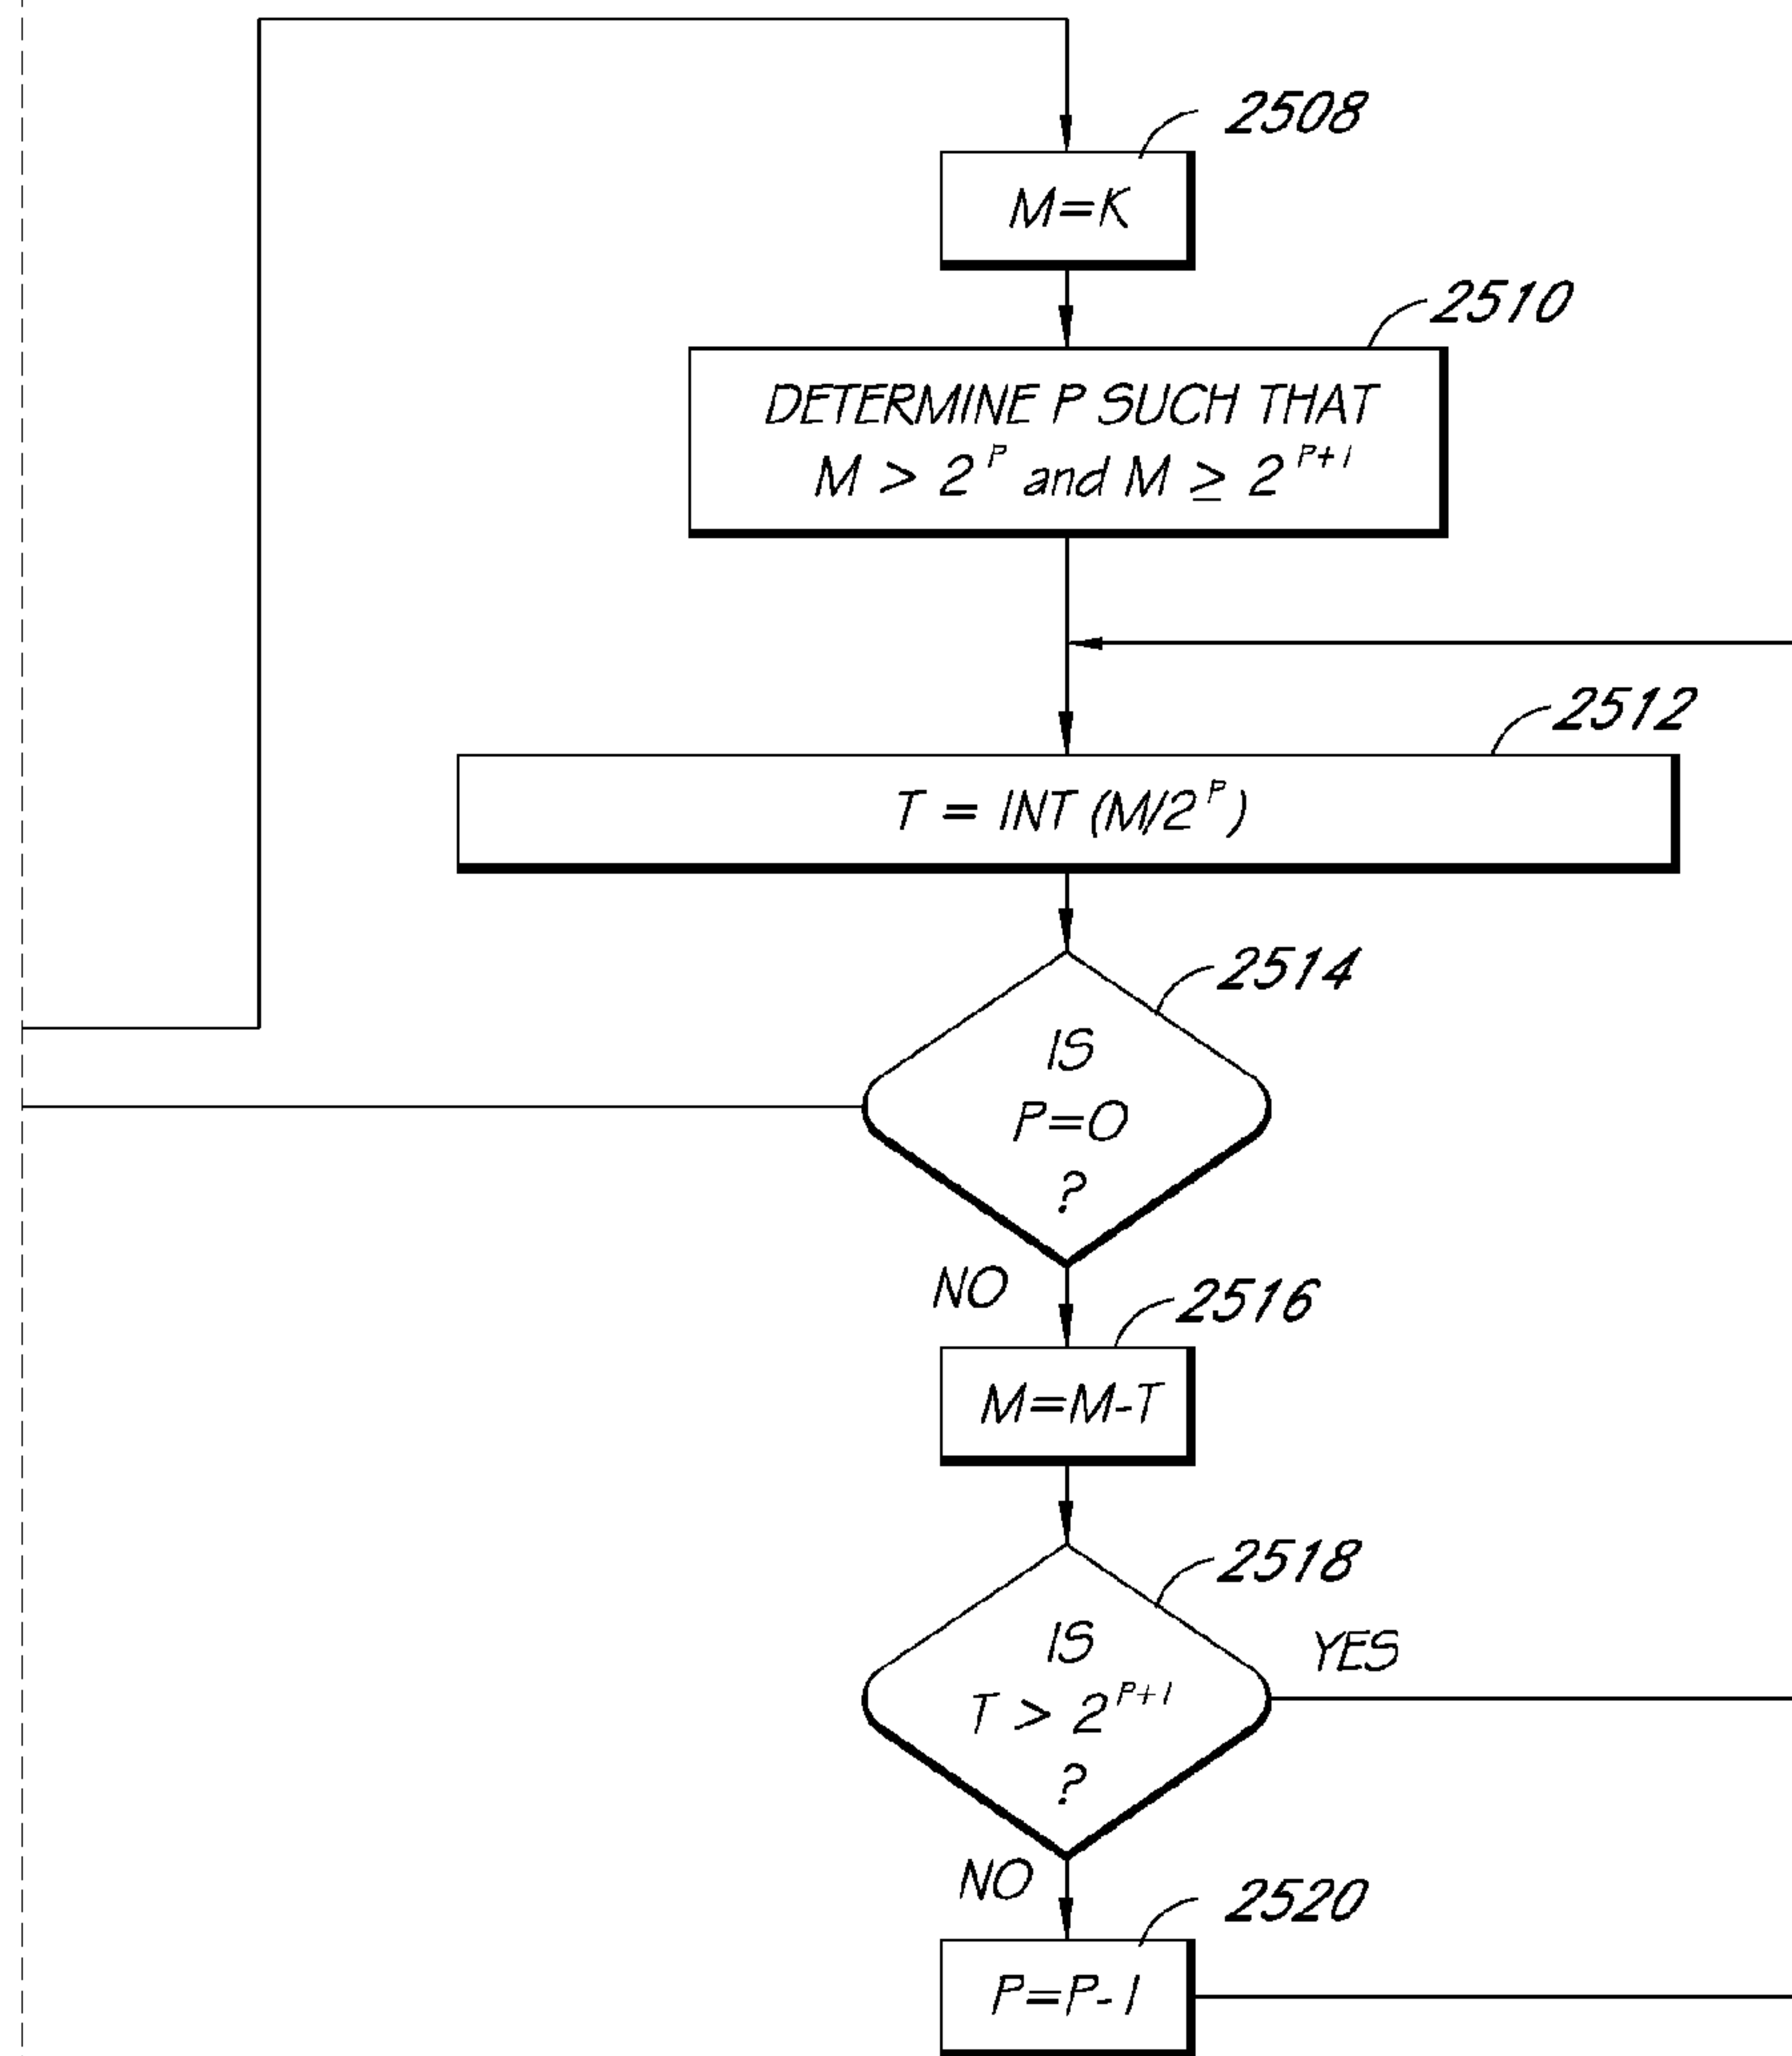 2508
M=K
2510
DETERMINE P SUCH THAT
M > 2^P and M ≥ 2^P+1
2512
T = INT (M/2^P)
2514
IS
P=0
?
NO
2516
M=M-T
2518
IS
T > 2^P+1
?
YES
NO
2520
P=P-1